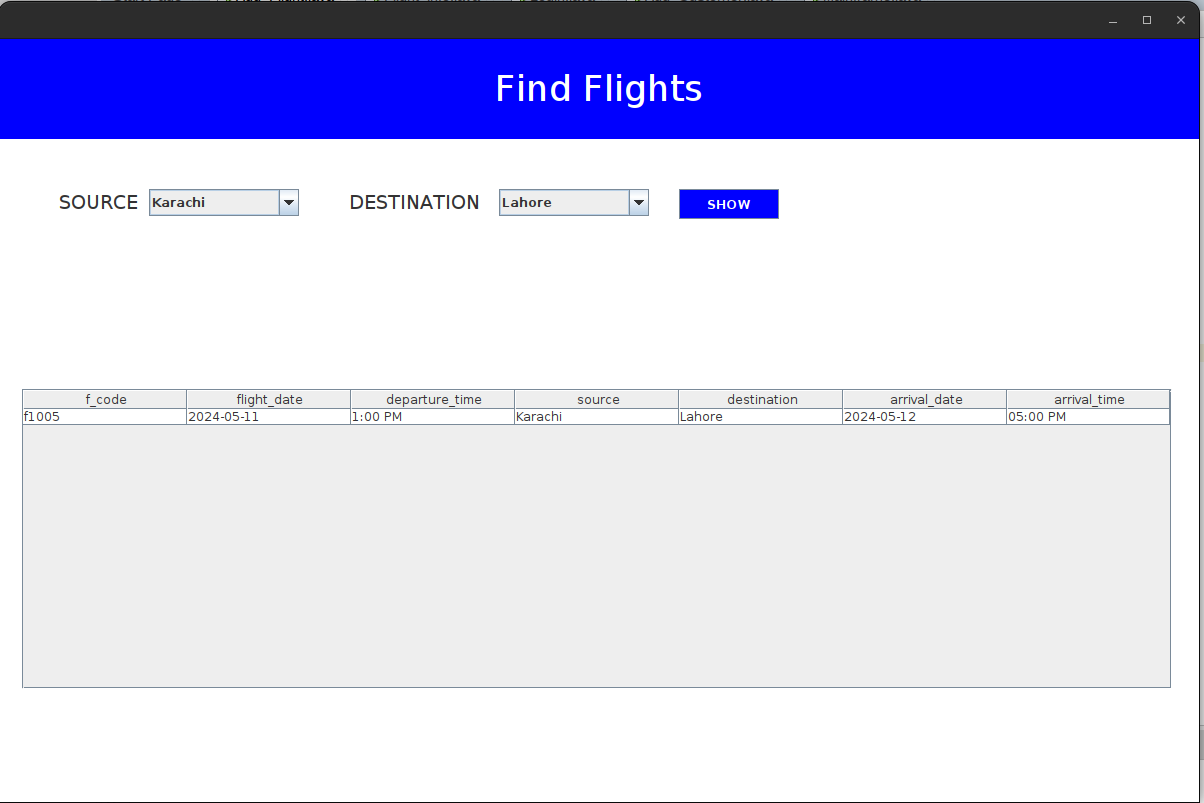 Find Flights
SOURCE Karachi DESTINATION Lahore SHOW
f_code flight_date departure_time source destination arrival_date arrival_time
f1005 2024-05-11 1:00 PM Karachi Lahore 2024-05-12 05:00 PM